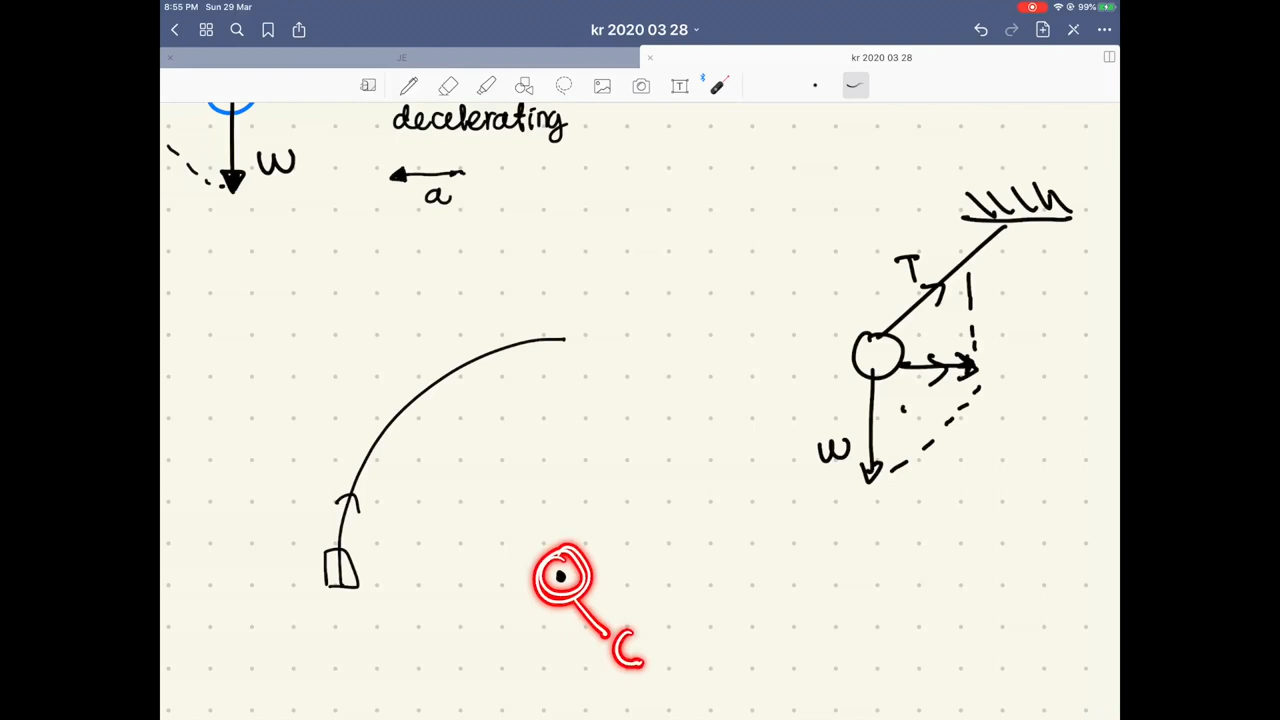 8:55 PM Sun 29 Mar
99%
kr 2020 03 28
JE
kr 2020 03 28
decelerating
W
a
T
W
C